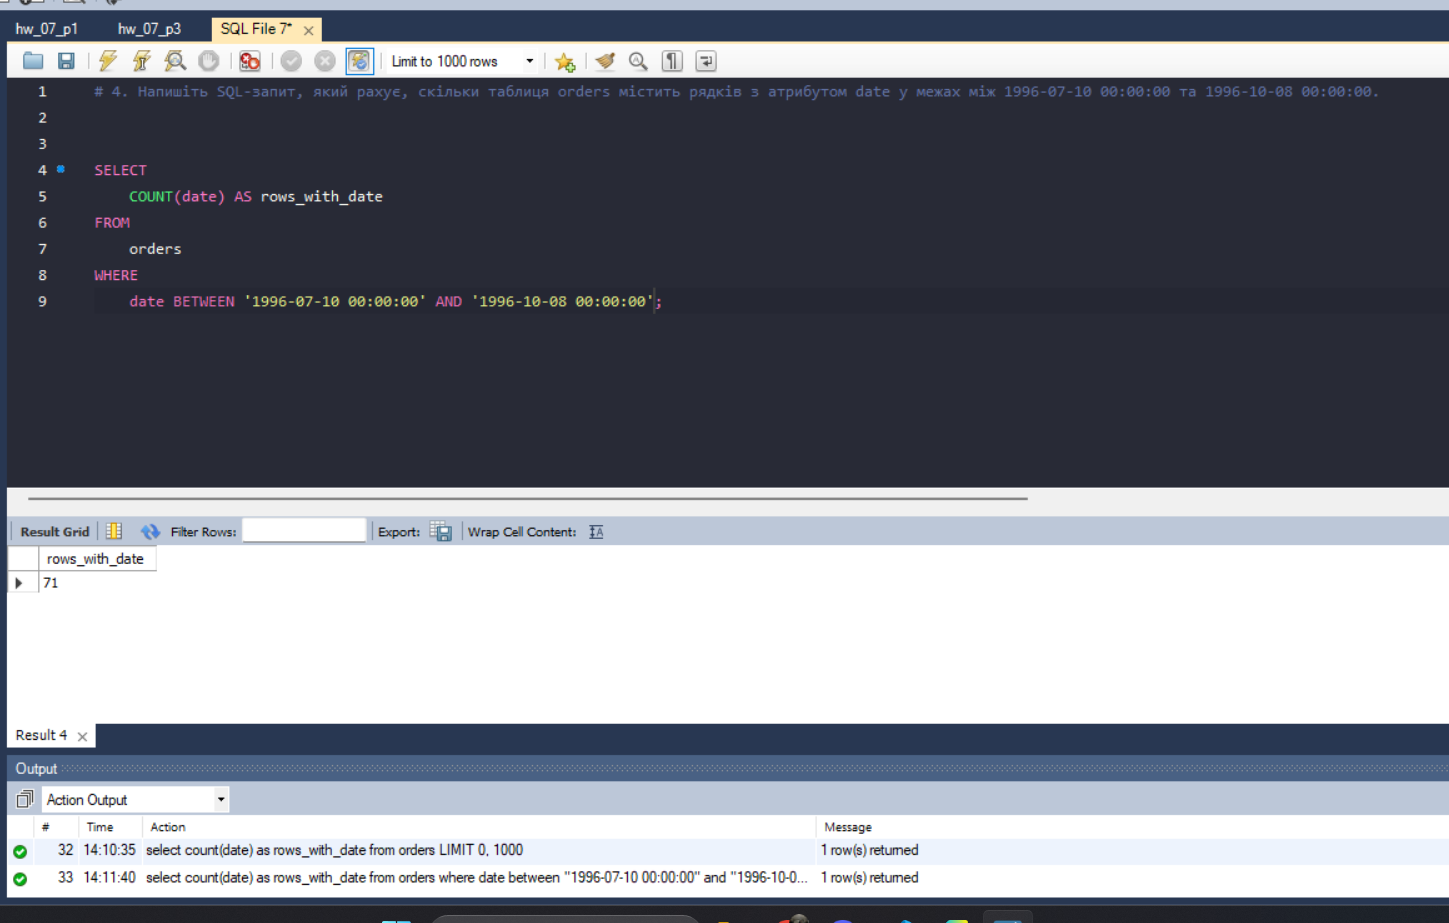 hw_07_p1 hw_07_p3 SQL File 7*
Limit to 1000 rows
1 # 4. Напишіть SQL-запит, який рахує, скільки таблиця orders містить рядків з атрибутом date у межах між 1996-07-10 00:00:00 та 1996-10-08 00:00:00.
2
3
4 SELECT
5 COUNT(date) AS rows_with_date
6 FROM
7 orders
8 WHERE
9 date BETWEEN '1996-07-10 00:00:00' AND '1996-10-08 00:00:00';
Result Grid Filter Rows: Export: Wrap Cell Content: IA
rows_with_date
71
Result 4
Output
Action Output
# Time Action Message
32 14:10:35 select count(date) as rows_with_date from orders LIMIT 0, 1000 1 row(s) returned
33 14:11:40 select count(date) as rows_with_date from orders where date between "1996-07-10 00:00:00" and "1996-10-0... 1 row(s) returned